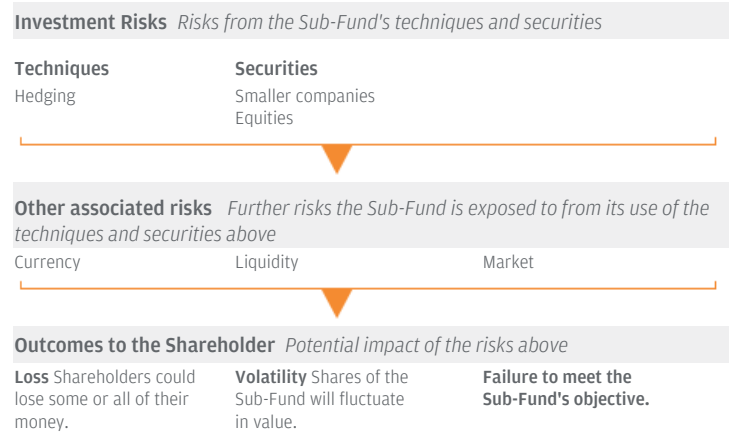 Investment Risks Risks from the Sub-Fund's techniques and securities
Techniques
Hedging
Securities
Smaller companies
Equities
Other associated risks Further risks the Sub-Fund is exposed to from its use of the
techniques and securities above
Currency
Liquidity
Market
Outcomes to the Shareholder Potential impact of the risks above
Loss Shareholders could
lose some or all of their
money.
Volatility Shares of the
Sub-Fund will fluctuate
in value.
Failure to meet the
Sub-Fund's objective.